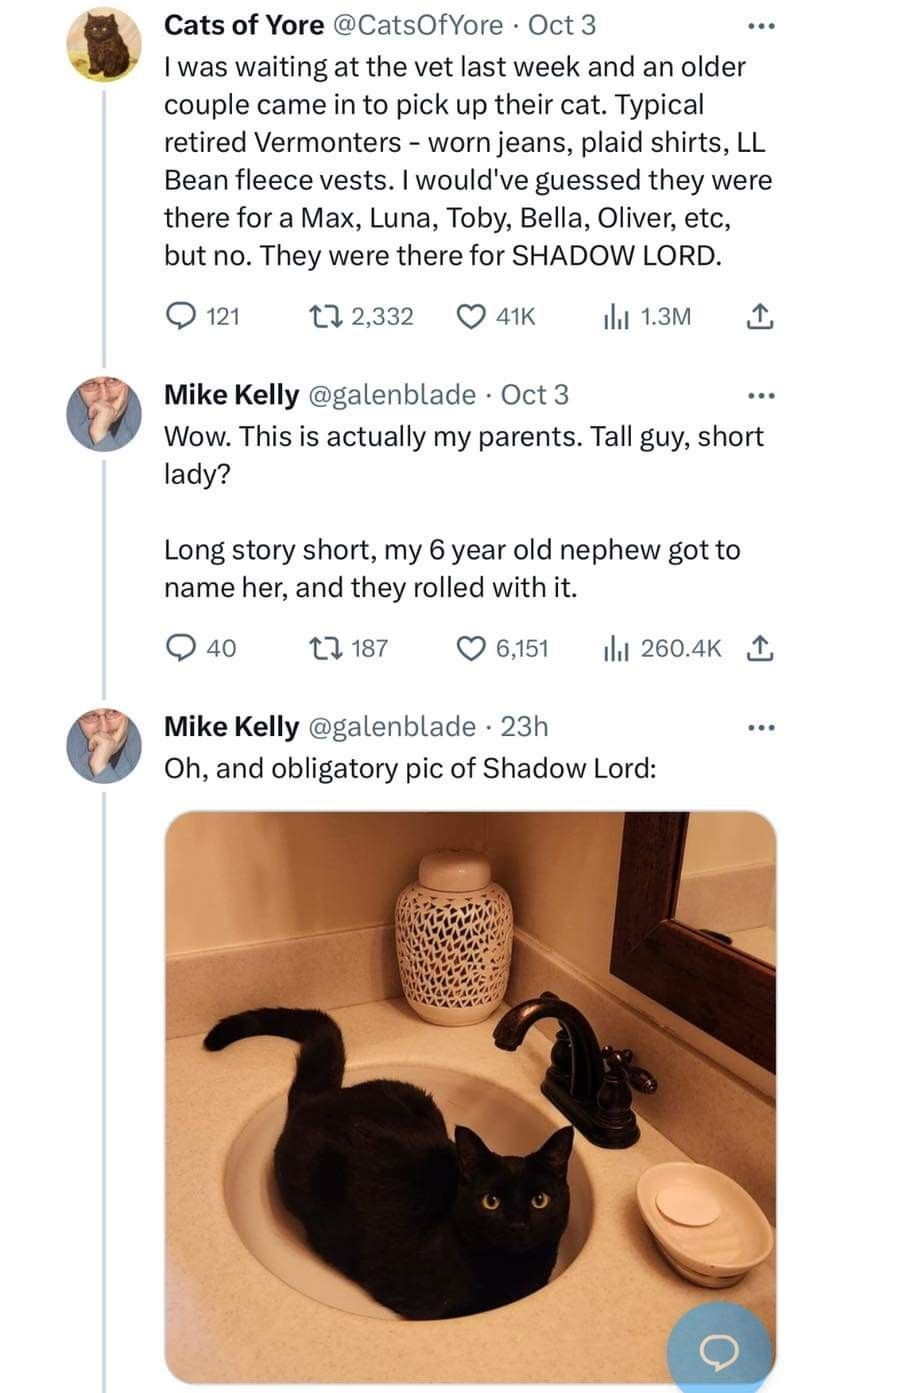 Cats of Yore @CatsOfYore · Oct 3
I was waiting at the vet last week and an older
couple came in to pick up their cat. Typical
retired Vermonters - worn jeans, plaid shirts, LL
Bean fleece vests. I would've guessed they were
there for a Max, Luna, Toby, Bella, Oliver, etc,
but no. They were there for SHADOW LORD.
121 2,332 41K 1.3M
Mike Kelly @galenblade · Oct 3
Wow. This is actually my parents. Tall guy, short
lady?
Long story short, my 6 year old nephew got to
name her, and they rolled with it.
40 187 6,151 260.4K
Mike Kelly @galenblade · 23h
Oh, and obligatory pic of Shadow Lord: